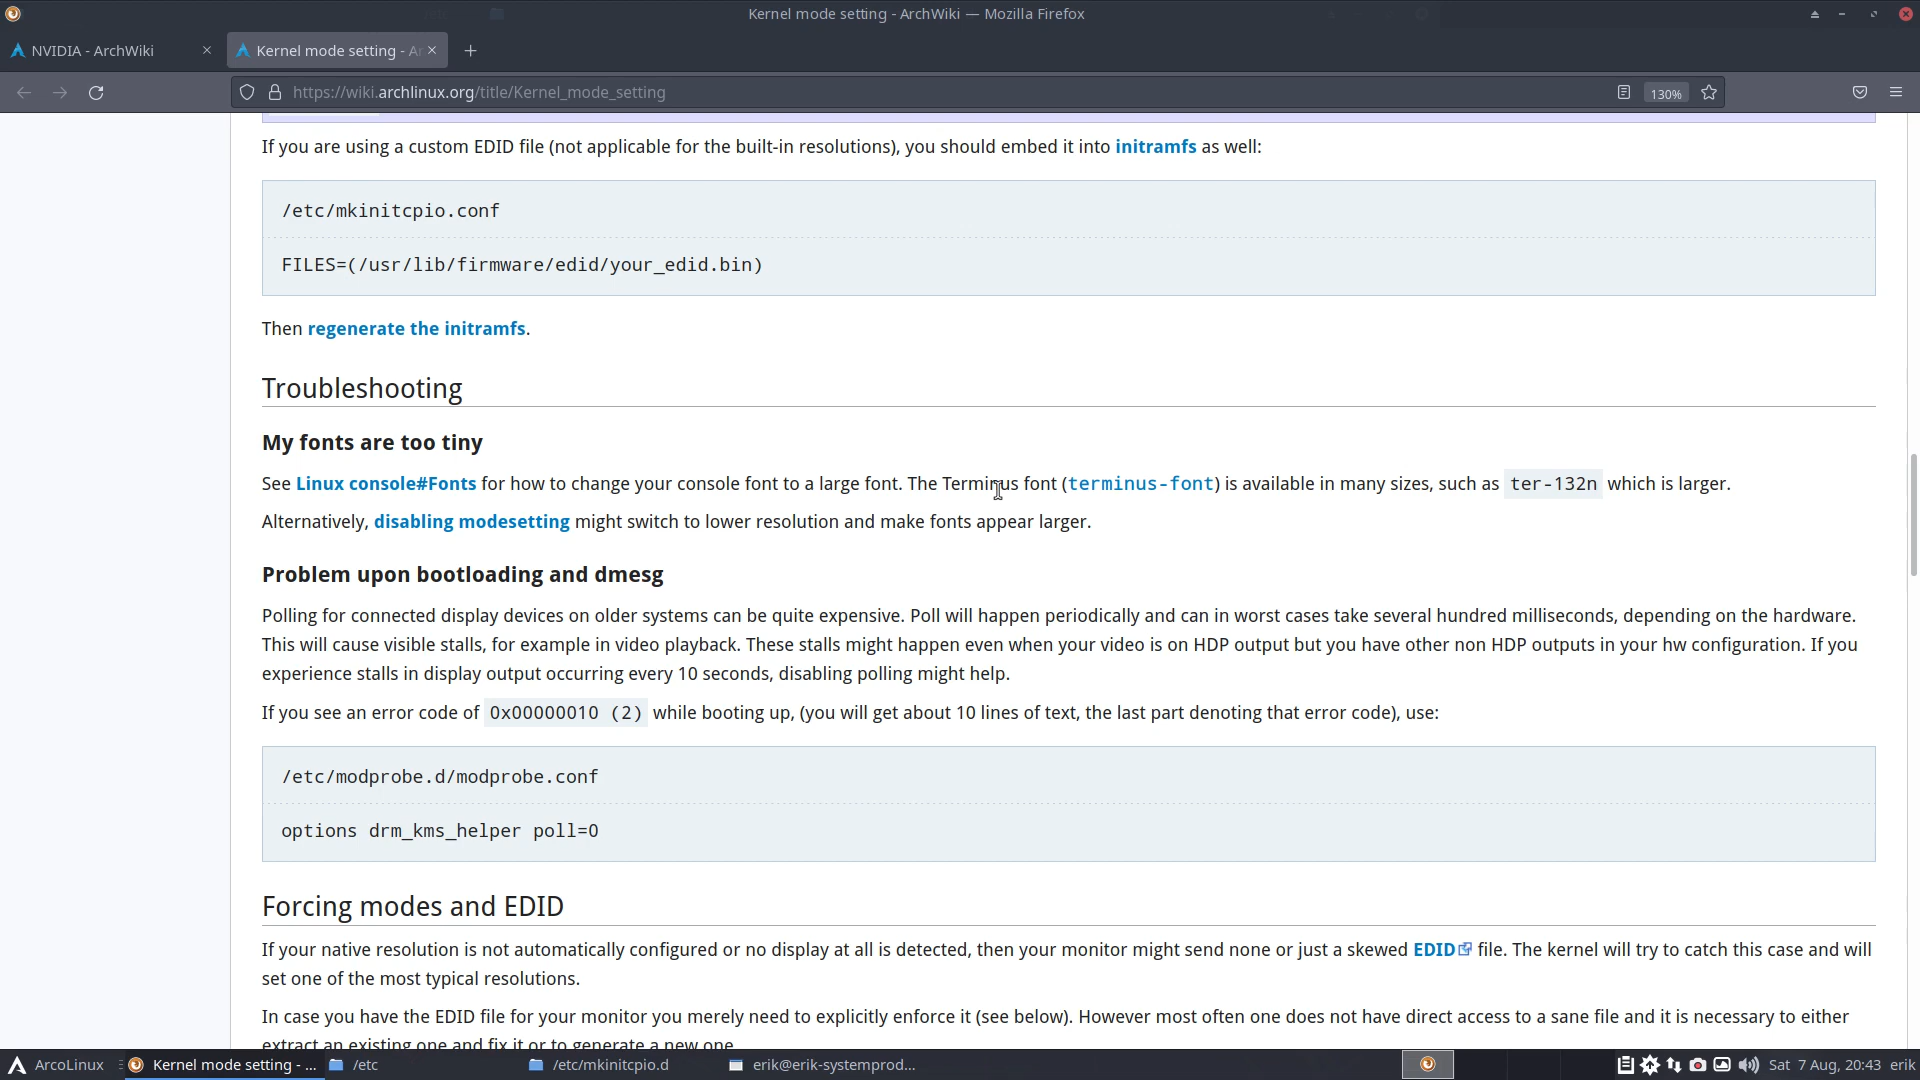 Kernel mode setting - ArchWiki — Mozilla Firefox
NVIDIA - ArchWiki
Kernel mode setting - Ar
https://wiki.archlinux.org/title/Kernel_mode_setting
130%
If you are using a custom EDID file (not applicable for the built-in resolutions), you should embed it into initramfs as well:
/etc/mkinitcpio.conf
FILES=(/usr/lib/firmware/edid/your_edid.bin)
Then regenerate the initramfs.
Troubleshooting
My fonts are too tiny
See Linux console#Fonts for how to change your console font to a large font. The Terminus font (terminus-font) is available in many sizes, such as ter-132n which is larger.
Alternatively, disabling modesetting might switch to lower resolution and make fonts appear larger.
Problem upon bootloading and dmesg
Polling for connected display devices on older systems can be quite expensive. Poll will happen periodically and can in worst cases take several hundred milliseconds, depending on the hardware.
This will cause visible stalls, for example in video playback. These stalls might happen even when your video is on HDP output but you have other non HDP outputs in your hw configuration. If you
experience stalls in display output occurring every 10 seconds, disabling polling might help.
If you see an error code of 0x00000010 (2) while booting up, (you will get about 10 lines of text, the last part denoting that error code), use:
/etc/modprobe.d/modprobe.conf
options drm_kms_helper poll=0
Forcing modes and EDID
If your native resolution is not automatically configured or no display at all is detected, then your monitor might send none or just a skewed EDID file. The kernel will try to catch this case and will
set one of the most typical resolutions.
In case you have the EDID file for your monitor you merely need to explicitly enforce it (see below). However most often one does not have direct access to a sane file and it is necessary to either
extract an existing one and fix it or to generate a new one.
ArcoLinux
Kernel mode setting - ...
/etc
/etc/mkinitcpio.d
erik@erik-systemprod...
Sat 7 Aug, 20:43
erik